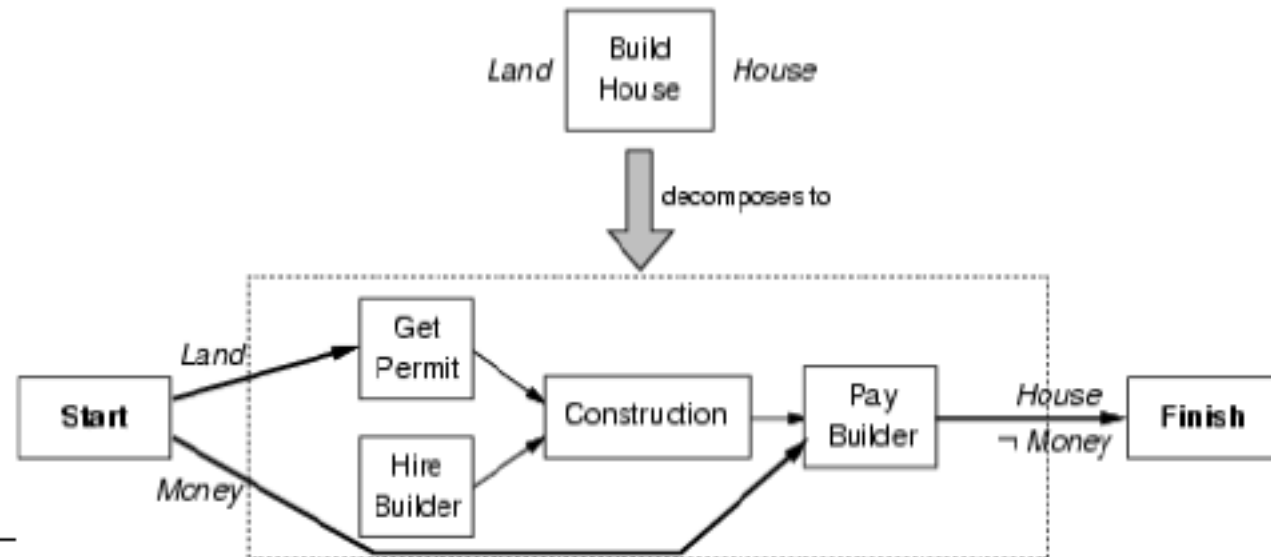 Build
House
Land
House
decomposes to
Get
Permit
Land
Start
Construction
Pay
Builder
House
¬ Money
Finish
Hire
Builder
Money